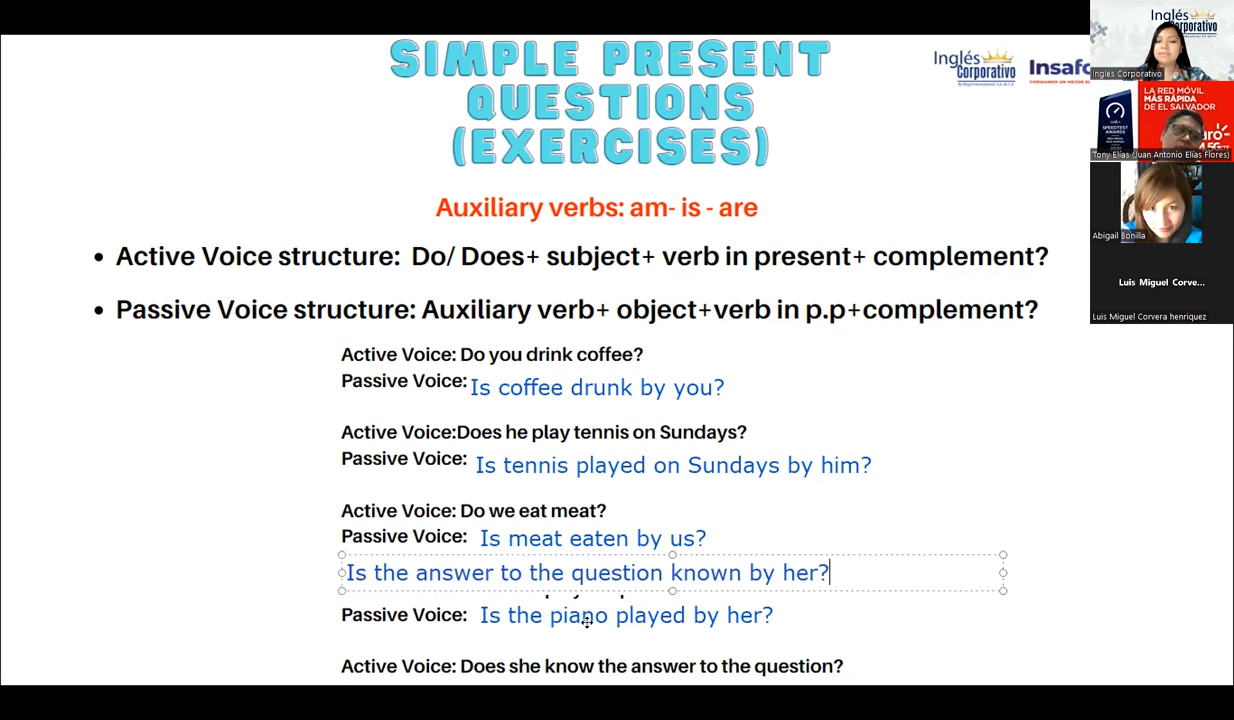 SIMPLE PRESENT
QUESTIONS
(EXERCISES)
Inglés
Corporativo
Auxiliary verbs: am- is - are
• Active Voice structure: Do/ Does+ subject+ verb in present+ complement?
• Passive Voice structure: Auxiliary verb+ object+verb in p.p+complement?
Active Voice: Do you drink coffee?
Passive Voice: Is coffee drunk by you?
Active Voice:Does he play tennis on Sundays?
Passive Voice: Is tennis played on Sundays by him?
Active Voice: Do we eat meat?
Passive Voice: Is meat eaten by us?
Is the answer to the question known by her?
Passive Voice: Is the piano played by her?
Active Voice: Does she know the answer to the question?
Inglés
Corporativo
Ingles Corporativo
LA RED MÓVIL
MÁS RÁPIDA
DE EL SALVADOR
SPEEDTEST
AWARDS
Tony Elías (Juan Antonio Elías Flores)
Abigail Bonilla
Luis Miguel Corve...
Luis Miguel Corvera henriquez